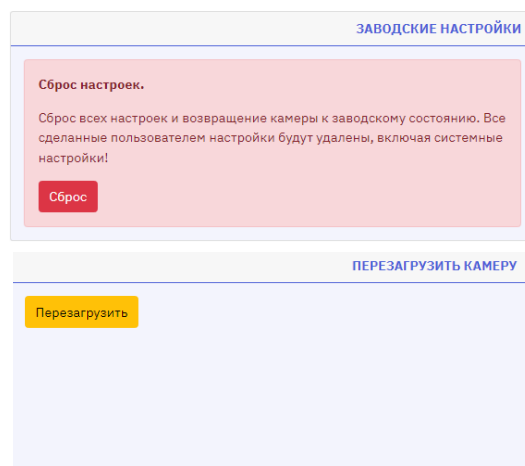 ЗАВОДСКИЕ НАСТРОЙКИ
Сброс настроек.
Сброс всех настроек и возвращение камеры к заводскому состоянию. Все
сделанные пользователем настройки будут удалены, включая системные
настройки!
Сброс
ПЕРЕЗАГРУЗИТЬ КАМЕРУ
Перезагрузить